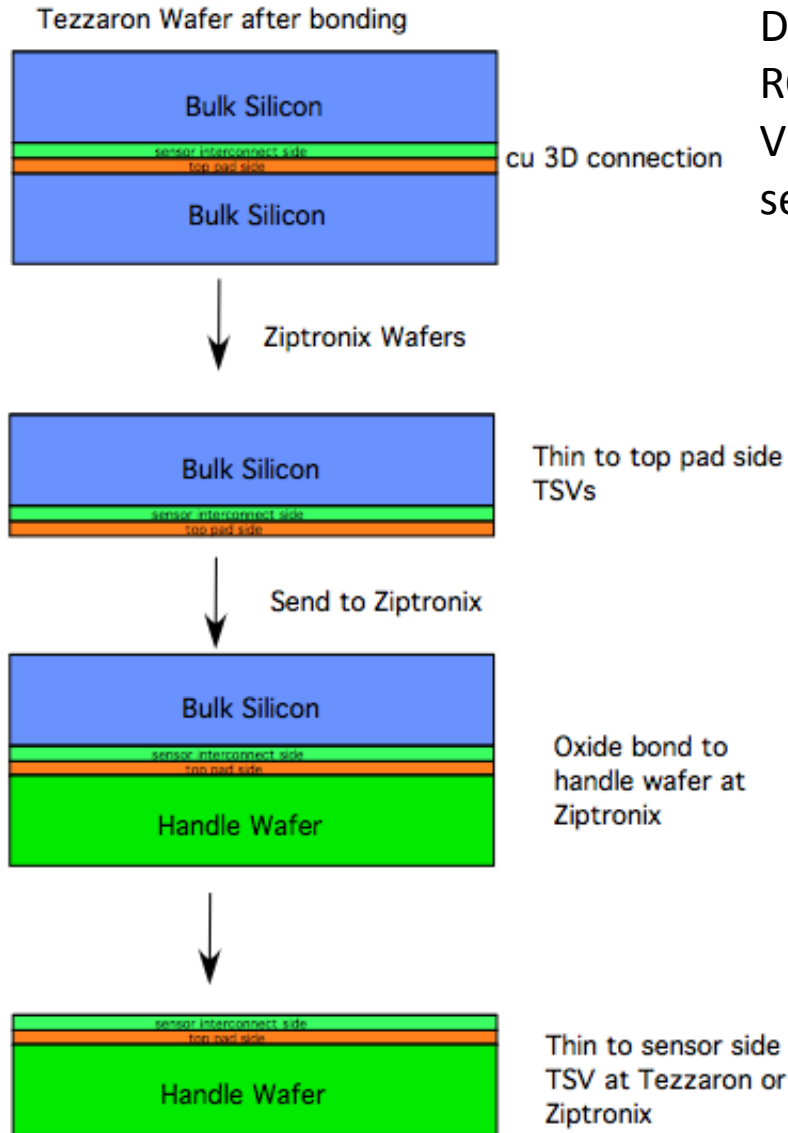 Tezzaron Wafer after bonding
Bulk Silicon
sensor interconnect side
top pad side
cu 3D connection
Bulk Silicon
Ziptronix Wafers
Bulk Silicon
sensor interconnect side
top pad side
Thin to top pad side
TSVs
Send to Ziptronix
Bulk Silicon
sensor interconnect side
top pad side
Handle Wafer
Oxide bond to
handle wafer at
Ziptronix
sensor interconnect side
top pad side
Handle Wafer
Thin to sensor side
TSV at Tezzaron or
Ziptronix